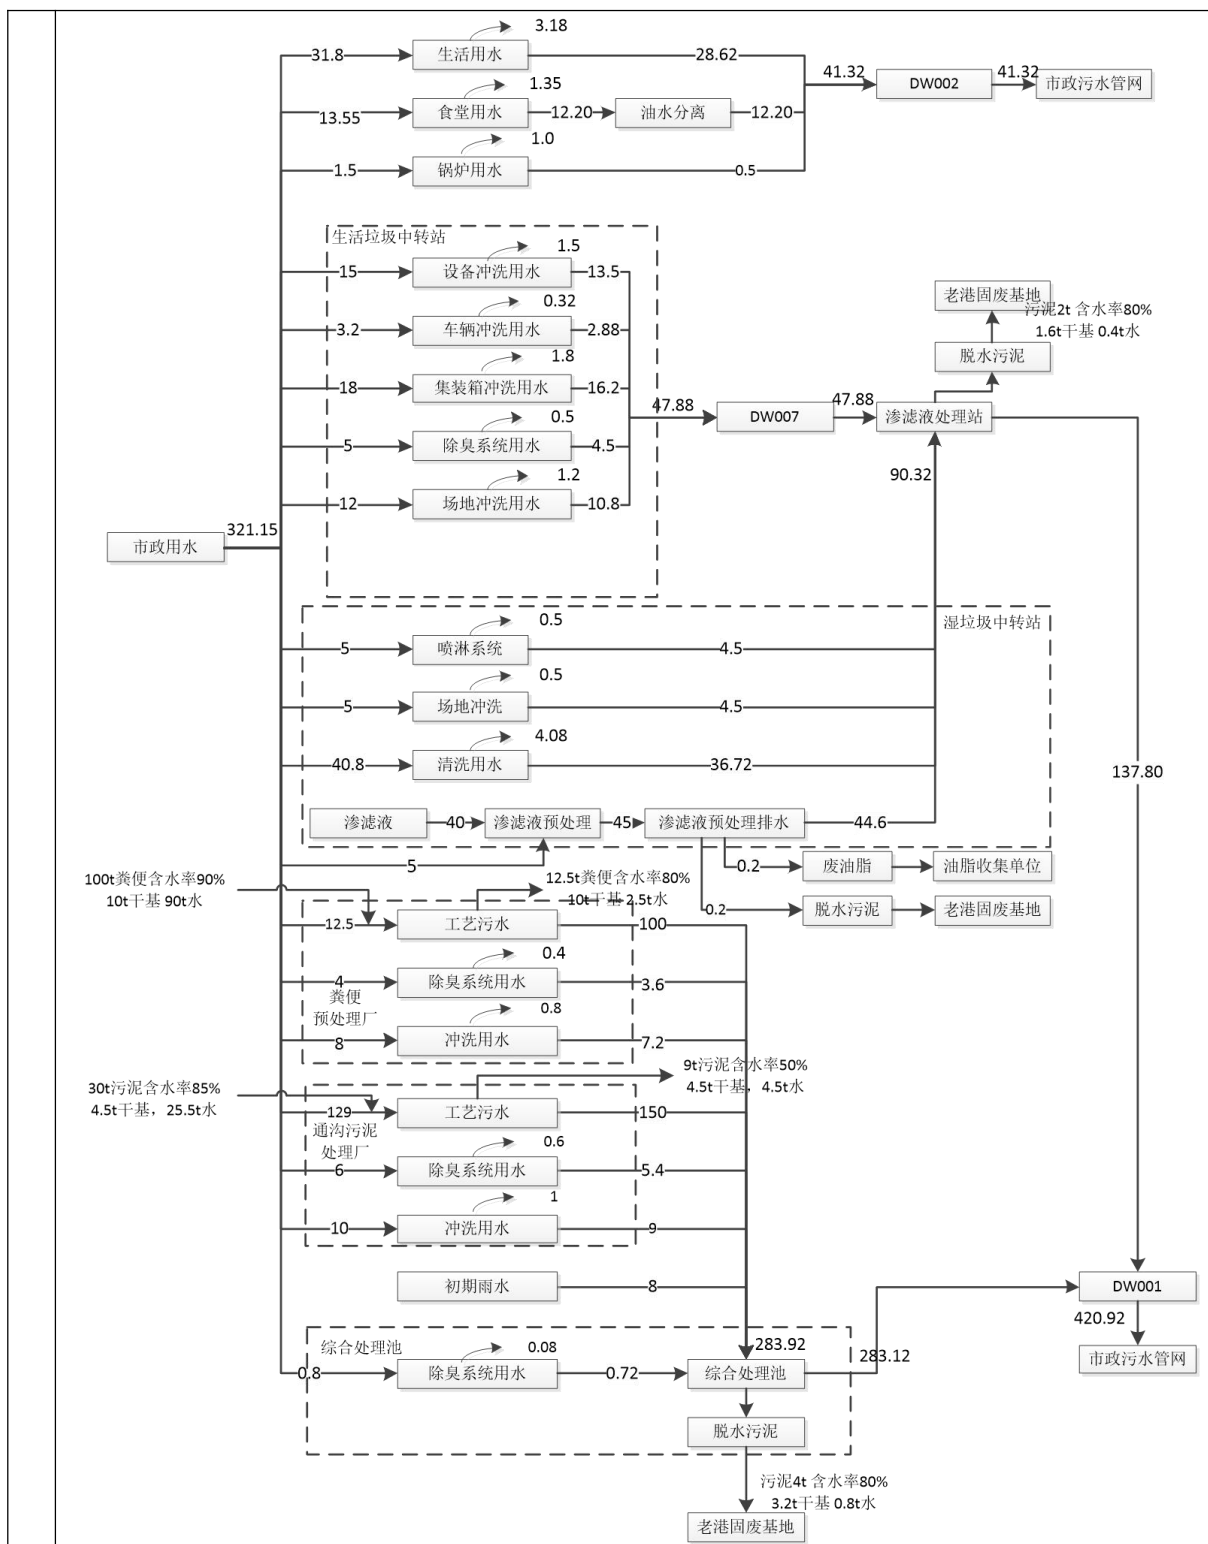 3.18
31.8
生活用水
28.62
1.35
41.32
DW002
41.32
市政污水管网
13.55
食堂用水
12.20
油水分离
12.20
1.0
1.5
锅炉用水
0.5
生活垃圾中转站
1.5
15
设备冲洗用水
13.5
0.32
3.2
车辆冲洗用水
2.88
1.8
18
集装箱冲洗用水
16.2
0.5
5
除臭系统用水
4.5
1.2
12
场地冲洗用水
10.8
47.88
DW007
47.88
渗滤液处理站
老港固废基地
污泥2t 含水率80%
1.6t干基 0.4t水
脱水污泥
90.32
市政用水
321.15
湿垃圾中转站
0.5
5
喷淋系统
4.5
0.5
5
场地冲洗
4.5
4.08
40.8
清洗用水
36.72
137.80
渗滤液
40
渗滤液预处理
45
渗滤液预处理排水
44.6
5
0.2
废油脂
油脂收集单位
0.2
脱水污泥
老港固废基地
100t粪便含水率90%
10t干基 90t水
12.5t粪便含水率80%
10t干基 2.5t水
12.5
工艺污水
100
0.4
4
除臭系统用水
3.6
粪便
预处理厂
0.8
8
冲洗用水
7.2
30t污泥含水率85%
4.5t干基，25.5t水
9t污泥含水率50%
4.5t干基，4.5t水
129
工艺污水
150
通沟污泥
处理厂
0.6
6
除臭系统用水
5.4
1
10
冲洗用水
9
初期雨水
8
DW001
420.92
市政污水管网
综合处理池
0.08
0.8
除臭系统用水
0.72
283.92
综合处理池
283.12
脱水污泥
污泥4t 含水率80%
3.2t干基 0.8t水
老港固废基地